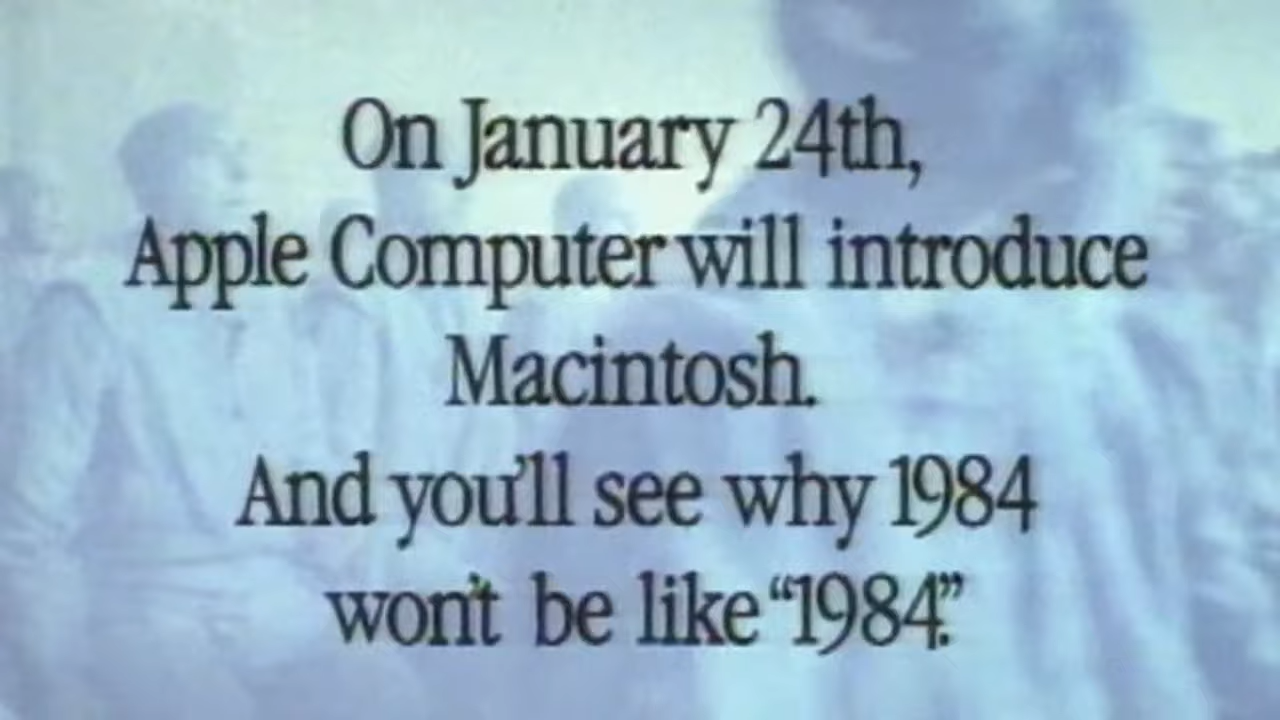 On January 24th,
Apple Computer will introduce
Macintosh.
And you'll see why 1984
won't be like “1984.”